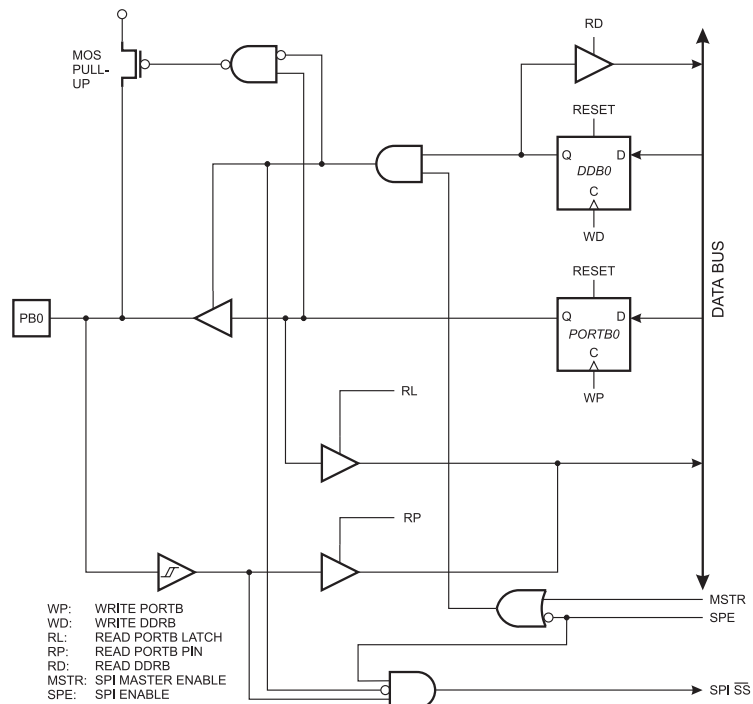 RD
MOS
PULL-
UP
RESET
Q D
DDB0
C
WD
RESET
DATA BUS
PB0
Q D
PORTB0
C
WP
RL
RP
WP: WRITE PORTB
WD: WRITE DDRB
RL: READ PORTB LATCH
RP: READ PORTB PIN
RD: READ DDRB
MSTR: SPI MASTER ENABLE
SPE: SPI ENABLE
MSTR
SPE
SPI S̅S̅